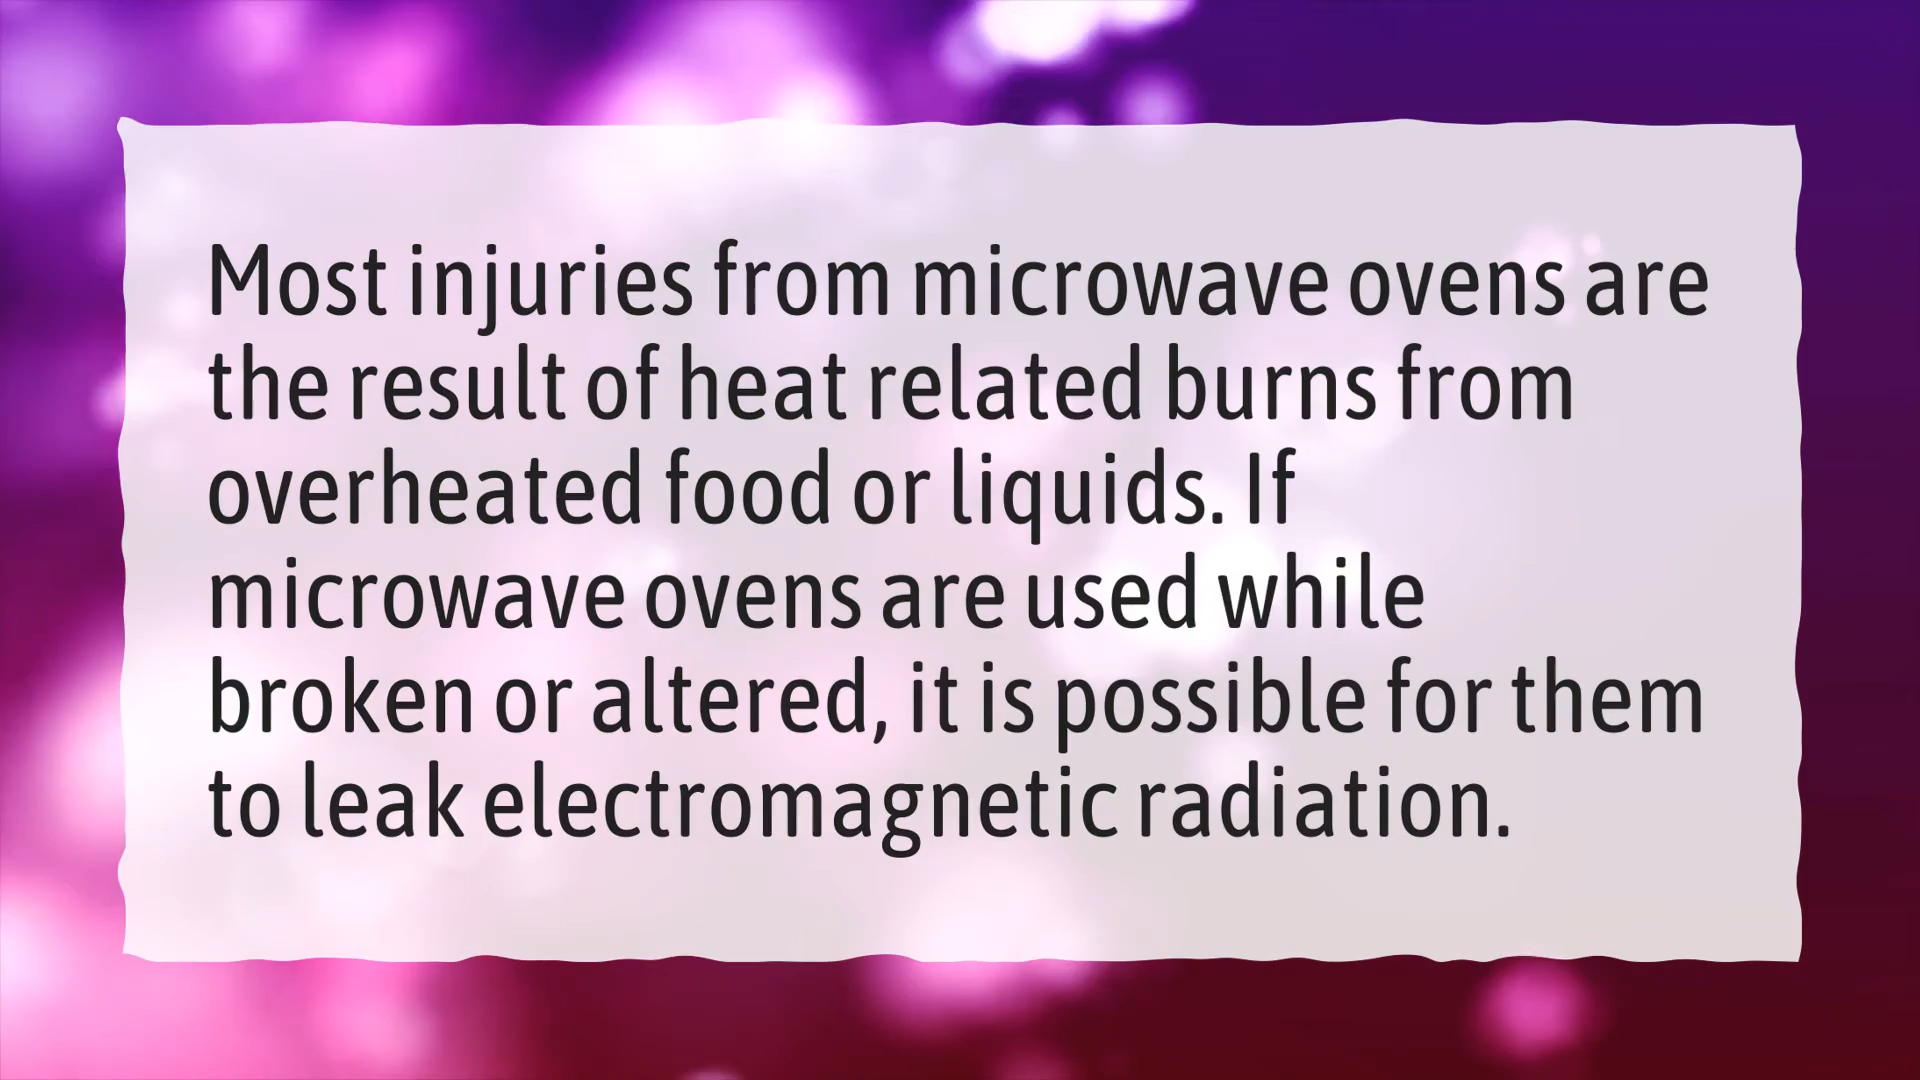 Most injuries from microwave ovens are
the result of heat related burns from
overheated food or liquids. If
microwave ovens are used while
broken or altered, it is possible for them
to leak electromagnetic radiation.